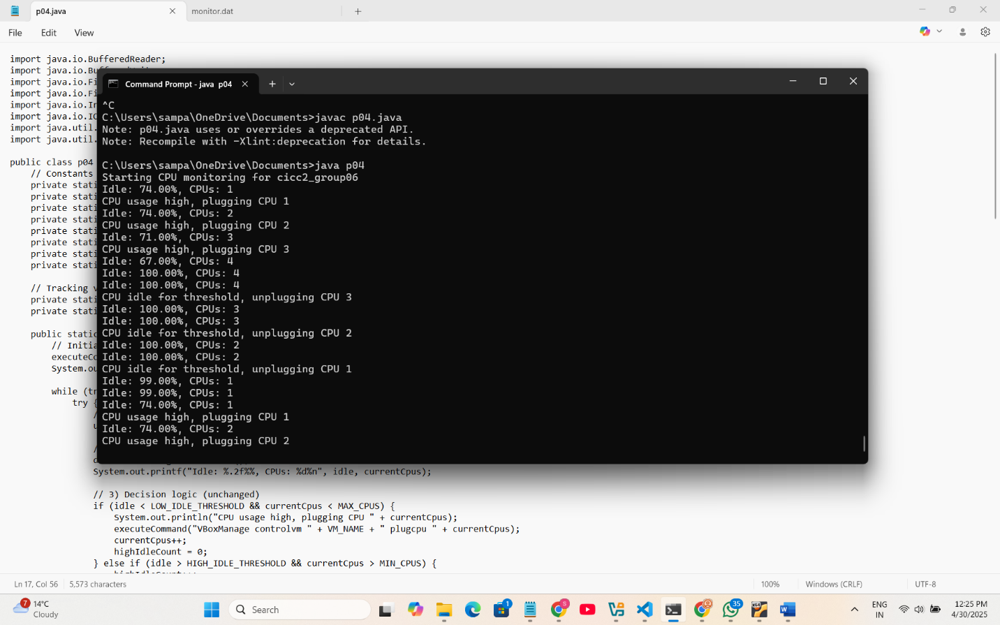 p04.java
monitor.dat
File Edit View
import java.io.BufferedReader;
import java.io.Bu
import java.io.Fi
import java.io.Fi
import java.io.In
import java.io.IO
import java.util.
import java.util.
public class p04
// Constants
private stati
private stati
private stati
private stati
private stati
private stati
private stati
private stati
// Tracking v
private stati
private stati
public static
// Initia
executeCo
System.ou
while (tr
try {
Command Prompt - java p04
^C
C:\Users\sampa\OneDrive\Documents>javac p04.java
Note: p04.java uses or overrides a deprecated API.
Note: Recompile with -Xlint:deprecation for details.
C:\Users\sampa\OneDrive\Documents>java p04
Starting CPU monitoring for cicc2_group06
Idle: 74.00%, CPUs: 1
CPU usage high, plugging CPU 1
Idle: 74.00%, CPUs: 2
CPU usage high, plugging CPU 2
Idle: 71.00%, CPUs: 3
CPU usage high, plugging CPU 3
Idle: 67.00%, CPUs: 4
Idle: 100.00%, CPUs: 4
Idle: 100.00%, CPUs: 4
CPU idle for threshold, unplugging CPU 3
Idle: 100.00%, CPUs: 3
Idle: 100.00%, CPUs: 3
CPU idle for threshold, unplugging CPU 2
Idle: 100.00%, CPUs: 2
Idle: 100.00%, CPUs: 2
CPU idle for threshold, unplugging CPU 1
Idle: 99.00%, CPUs: 1
Idle: 99.00%, CPUs: 1
Idle: 74.00%, CPUs: 1
CPU usage high, plugging CPU 1
Idle: 74.00%, CPUs: 2
CPU usage high, plugging CPU 2
System.out.printf("Idle: %.2f%%, CPUs: %d%n", idle, currentCpus);
// 3) Decision logic (unchanged)
if (idle < LOW_IDLE_THRESHOLD && currentCpus < MAX_CPUS) {
System.out.println("CPU usage high, plugging CPU " + currentCpus);
executeCommand("VBoxManage controlvm " + VM_NAME + " plugcpu " + currentCpus);
currentCpus++;
highIdleCount = 0;
} else if (idle > HIGH_IDLE_THRESHOLD && currentCpus > MIN_CPUS) {
Ln 17, Col 56
5,573 characters
100%
Windows (CRLF)
UTF-8
7
14°C
Cloudy
Search
1
S
35
W
ENG
IN
12:25 PM
4/30/2025